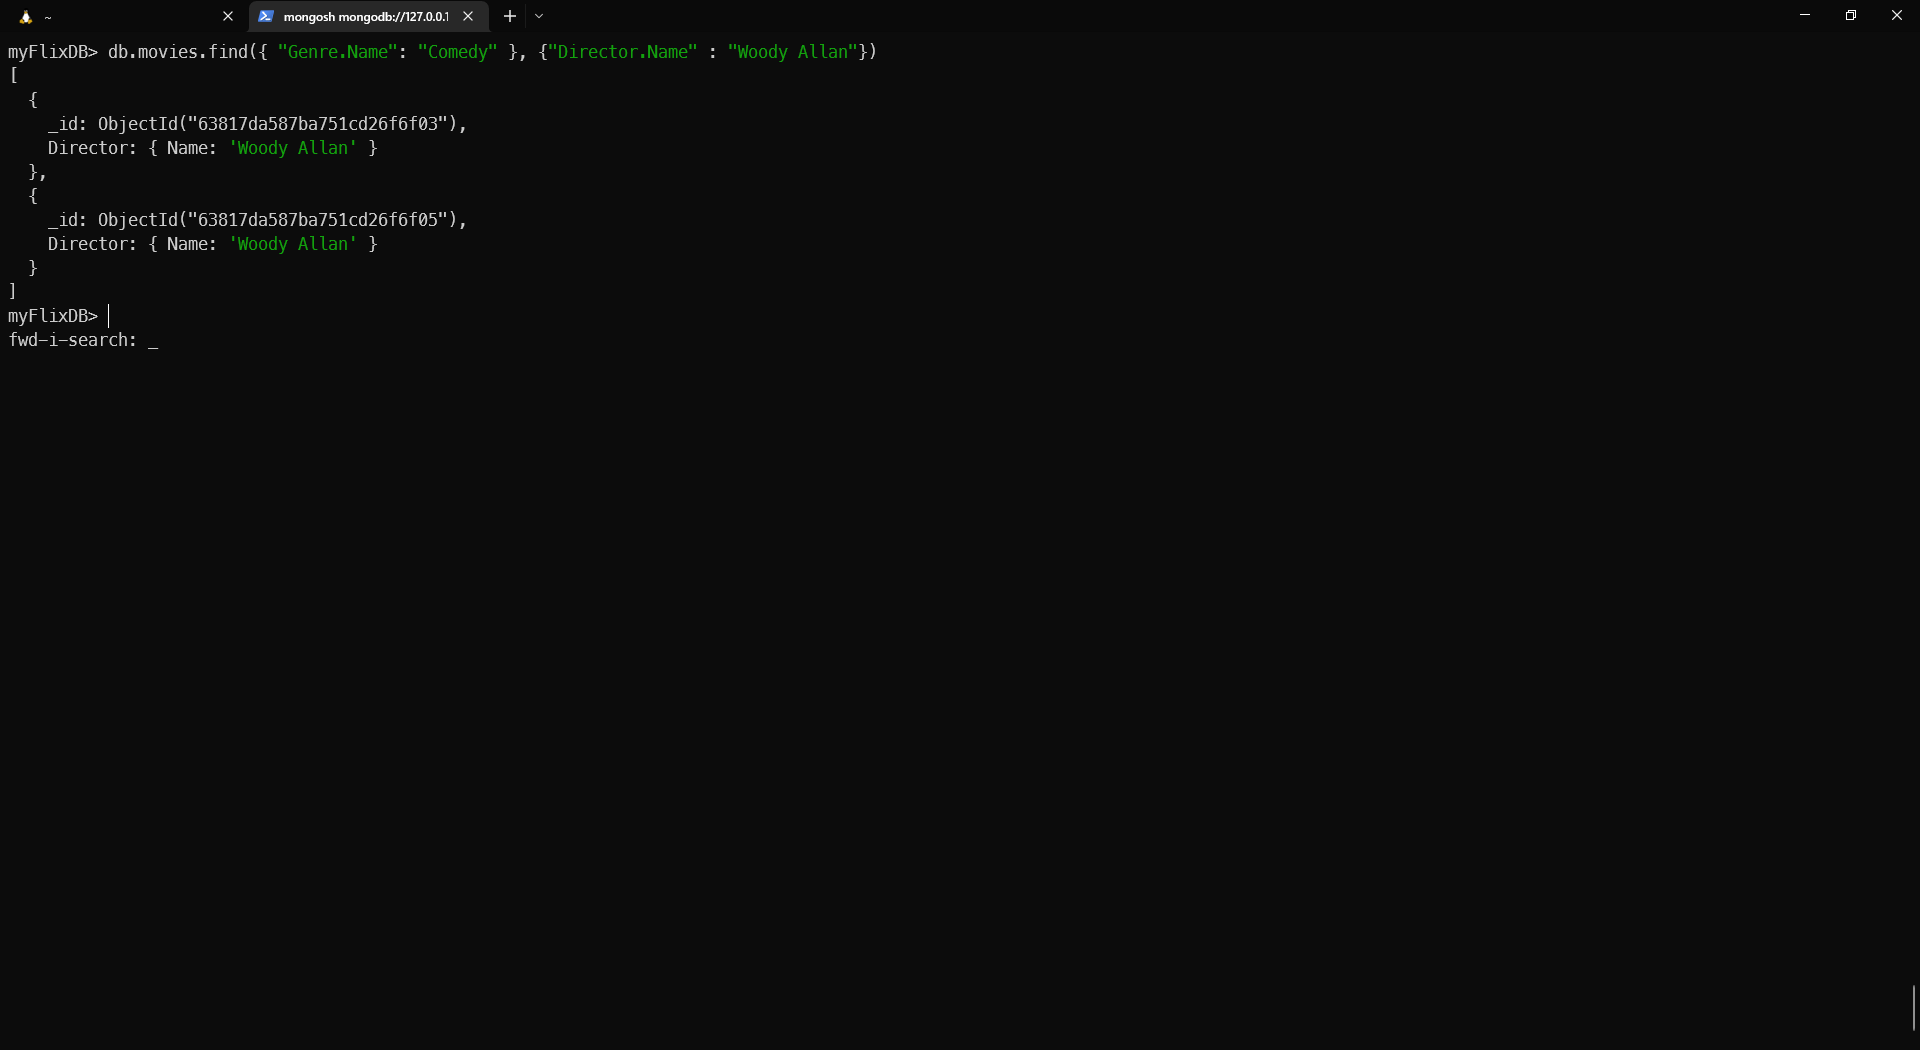 ~
mongosh mongodb://127.0.0.1
myFlixDB> db.movies.find({ "Genre.Name": "Comedy" }, {"Director.Name" : "Woody Allan"})
[
  {
    _id: ObjectId("63817da587ba751cd26f6f03"),
    Director: { Name: 'Woody Allan' }
  },
  {
    _id: ObjectId("63817da587ba751cd26f6f05"),
    Director: { Name: 'Woody Allan' }
  }
]
myFlixDB>
fwd-i-search: _